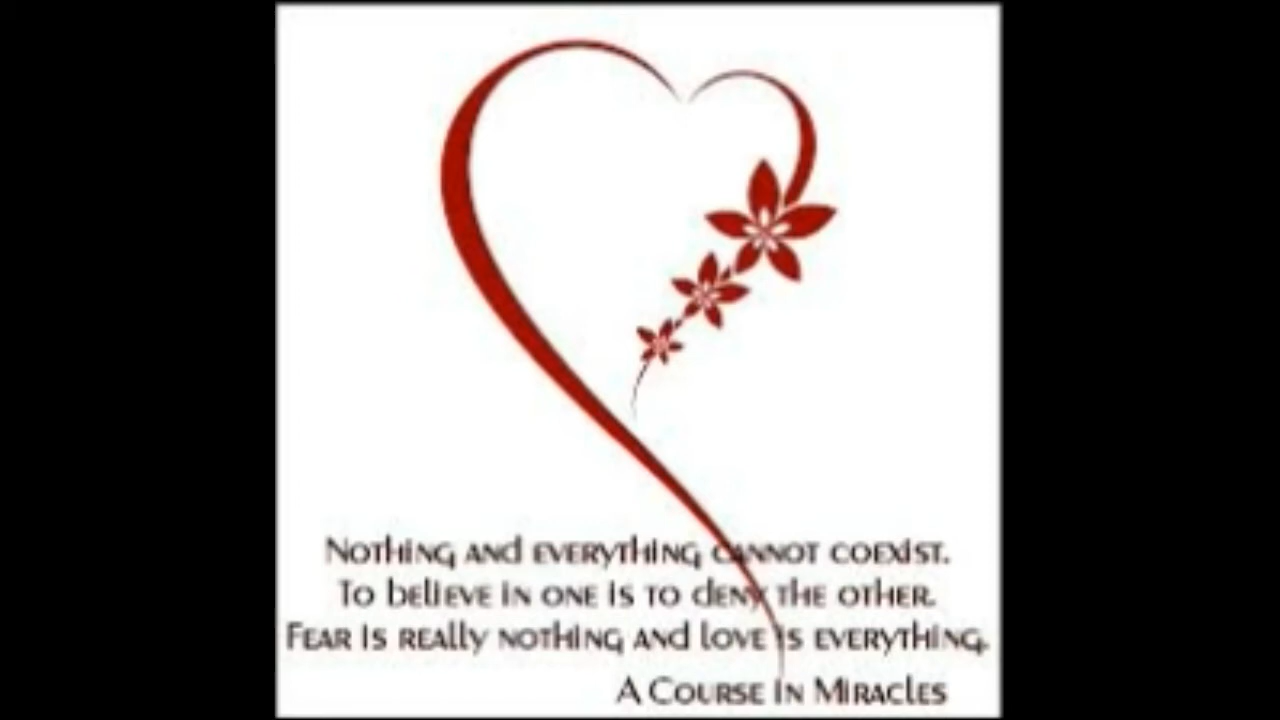 Nothing and everything cannot coexist.
To believe in one is to deny the other.
Fear is really nothing and love is everything.
A Course in Miracles